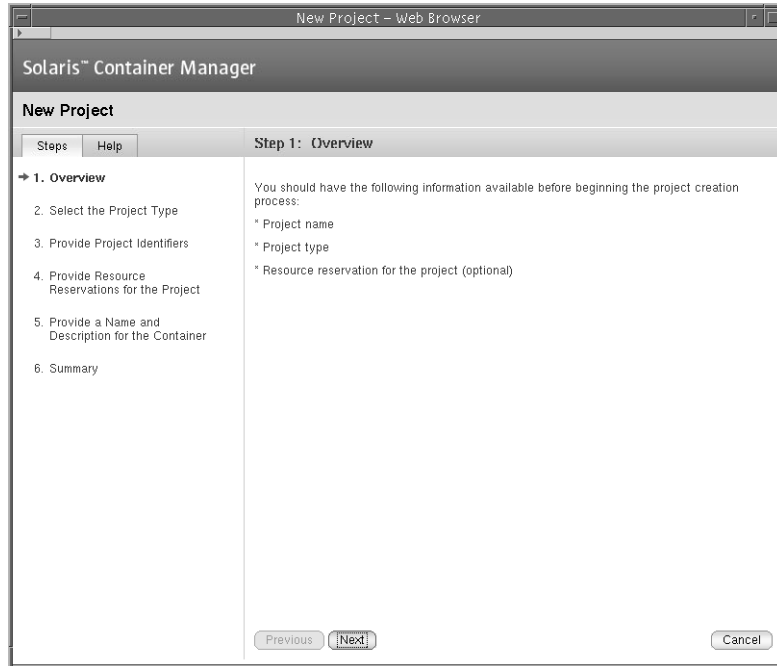 New Project – Web Browser
Solaris™ Container Manager
New Project
Steps
Help
Step 1: Overview
1. Overview
2. Select the Project Type
3. Provide Project Identifiers
4. Provide Resource
Reservations for the Project
5. Provide a Name and
Description for the Container
6. Summary
You should have the following information available before beginning the project creation
process:
* Project name
* Project type
* Resource reservation for the project (optional)
Previous
Next
Cancel